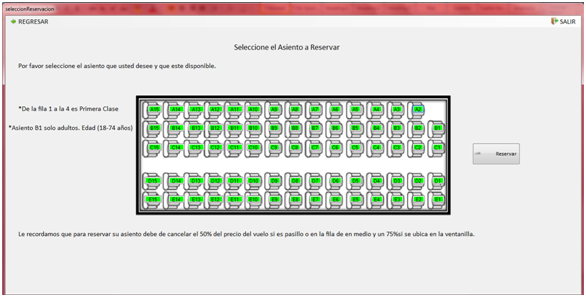 seleccionReservacion
REGRESAR
SALIR
Seleccione el Asiento a Reservar
Por favor seleccione el asiento que usted desee y que este disponible.
*De la fila 1 a la 4 es Primera Clase
*Asiento B1 solo adultos. Edad (18-74 años)
A15 A14 A13 A12 A11 A10 A9 A8 A7 A6 A5 A4 A3 A2
B15 B14 B13 B12 B11 B10 B9 B8 B7 B6 B5 B4 B3 B2 B1
C15 C14 C13 C12 C11 C10 C9 C8 C7 C6 C5 C4 C3 C2 C1
D15 D14 D13 D12 D11 D10 D9 D8 D7 D6 D5 D4 D3 D2 D1
E15 E14 E13 E12 E11 E10 E9 E8 E7 E6 E5 E4 E3 E2 E1
Reservar
Le recordamos que para reservar su asiento debe de cancelar el 50% del precio del vuelo si es pasillo o en la fila de en medio y un 75%si se ubica en la ventanilla.